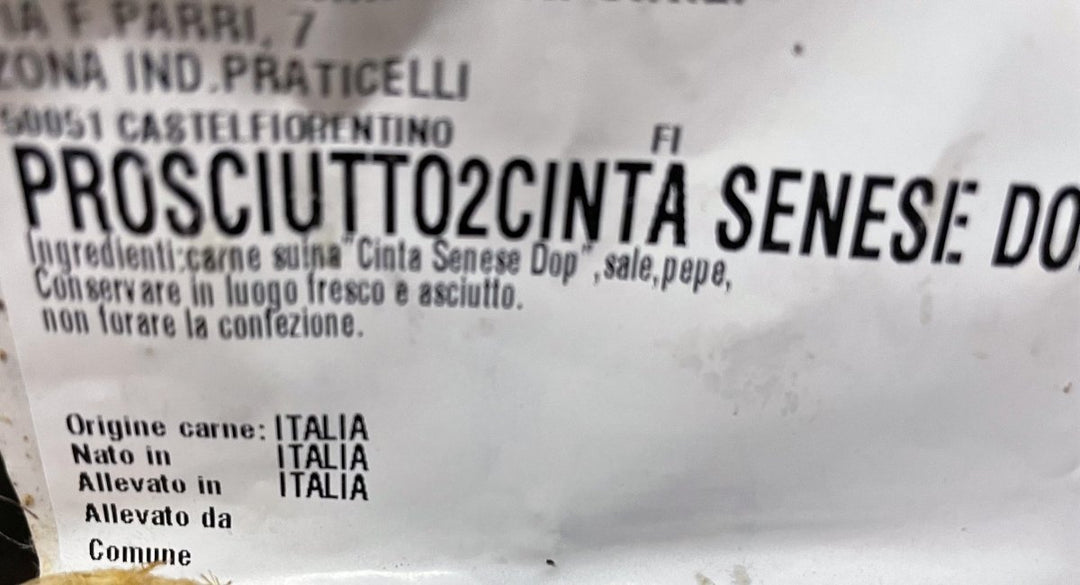 IA F.PARRI, 7
ZONA IND.PRATICELLI
50051 CASTELFIORENTINO FI
PROSCIUTTO2CINTA SENESE DO
Ingredienti:carne suina"Cinta Senese Dop",sale,pepe,
Conservare in luogo fresco e asciutto.
non forare la confezione.
Origine carne: ITALIA
Nato in ITALIA
Allevato in ITALIA
Allevato da
Comune